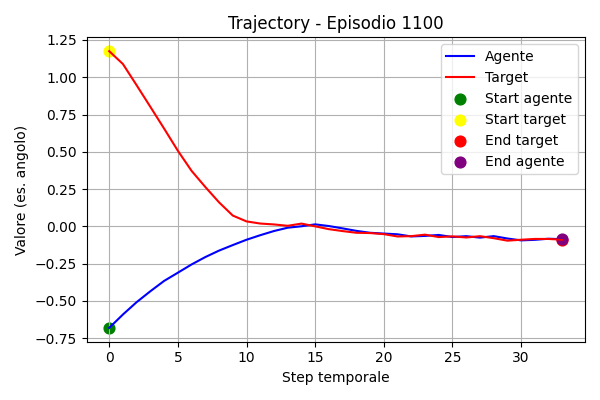 Trajectory - Episodio 1100
Valore (es. angolo)
1.25
1.00
0.75
0.50
0.25
0.00
−0.25
−0.50
−0.75
Agente
Target
Start agente
Start target
End target
End agente
0 5 10 15 20 25 30
Step temporale